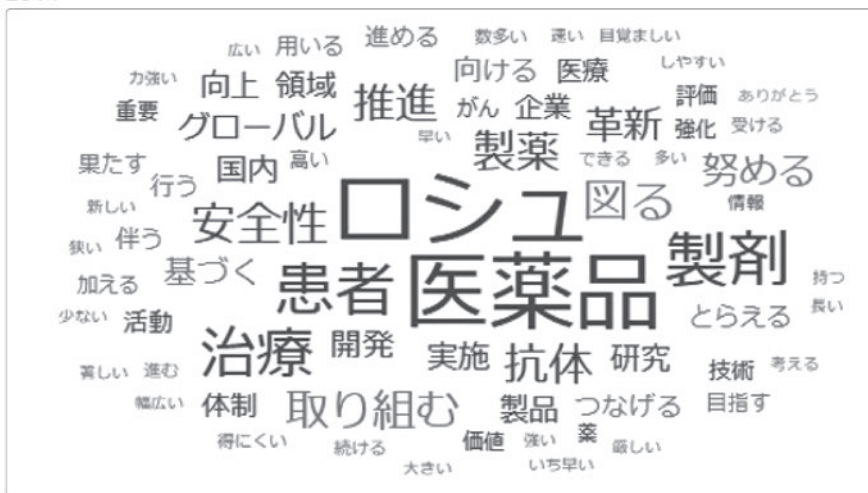 広い 用いる 進める 数多い 速い 目覚ましい
力強い 向上 領域 向ける 医療 しやすい
重要 推進 がん 企業 評価 ありがとう
グローバル 早い 製薬 革新 強化 受ける
果たす 国内 高い できる 多い 努める
行う ロシュ 図る 情報
新しい 安全性
狭い 伴う 製剤
加える 基づく 患者 医薬品 持つ
少ない 活動 とらえる 長い
治療 開発 実施 抗体 研究 技術 考える
著しい 進む
幅広い 体制 取り組む 製品 つなげる 目指す
得にくい 続ける 価値 強い 薬 厳しい
大きい いち早い